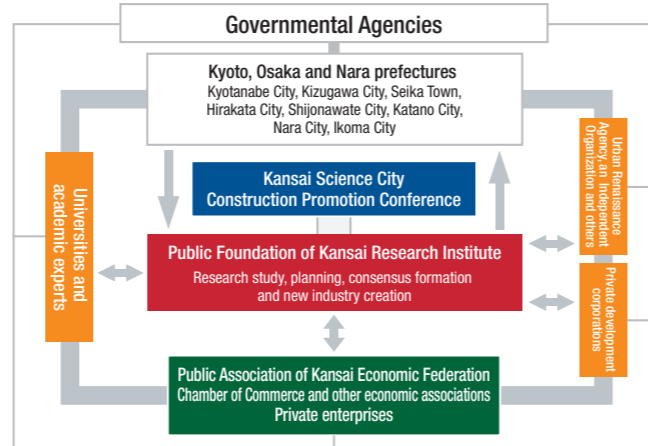 Governmental Agencies
Kyoto, Osaka and Nara prefectures
Kyotanabe City, Kizugawa City, Seika Town,
Hirakata City, Shijonawate City, Katano City,
Nara City, Ikoma City
Kansai Science City
Construction Promotion Conference
Universities and
academic experts
Public Foundation of Kansai Research Institute
Research study, planning, consensus formation
and new industry creation
Urban Renaissance
Agency, an Independent
Organization and others
Private development
corporations
Public Association of Kansai Economic Federation
Chamber of Commerce and other economic associations
Private enterprises